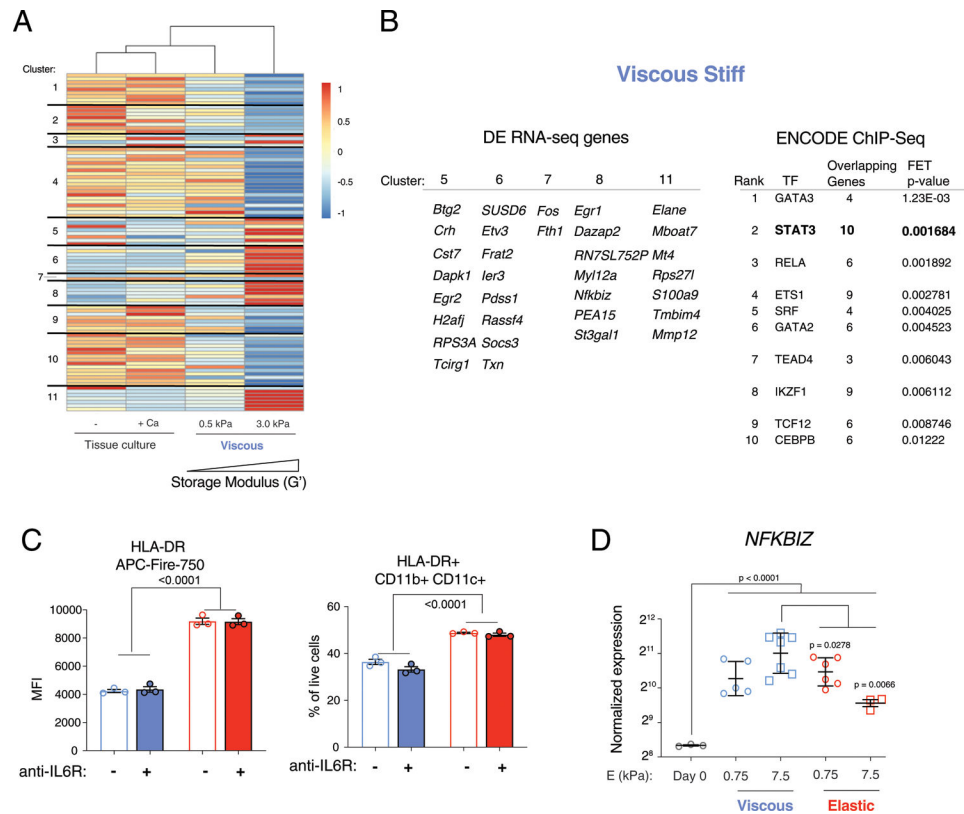 A
Cluster:
1
2
3
4
5
6
7
8
9
10
11
1
0.5
0
-0.5
-1
- + Ca 0.5 kPa 3.0 kPa
Tissue culture Viscous
Storage Modulus (G')
B
Viscous Stiff
DE RNA-seq genes
Cluster: 5 6 7 8 11
Btg2 SUSD6 Fos Egr1 Elane
Crh Etv3 Fth1 Dazap2 Mboat7
Cst7 Frat2 RN7SL752P Mt4
Dapk1 Ier3 Myl12a Rps27l
Egr2 Pdss1 Nfkbiz S100a9
H2afj Rassf4 PEA15 Tmbim4
RPS3A Socs3 St3gal1 Mmp12
Tcirg1 Txn
ENCODE ChIP-Seq
Rank TF Overlapping Genes FET p-value
1 GATA3 4 1.23E-03
2 STAT3 10 0.001684
3 RELA 6 0.001892
4 ETS1 9 0.002781
5 SRF 4 0.004025
6 GATA2 6 0.004523
7 TEAD4 3 0.006043
8 IKZF1 9 0.006112
9 TCF12 6 0.008746
10 CEBPB 6 0.01222
C
HLA-DR
APC-Fire-750
<0.0001
MFI
10000
8000
6000
4000
2000
0
anti-IL6R: - + - +
HLA-DR+
CD11b+ CD11c+
<0.0001
% of live cells
60
40
20
0
anti-IL6R: - + - +
D
NFKBIZ
p < 0.0001
p = 0.0278
p = 0.0066
Normalized expression
2^12
2^11
2^10
2^9
2^8
E (kPa): Day 0 0.75 7.5 0.75 7.5
Viscous Elastic